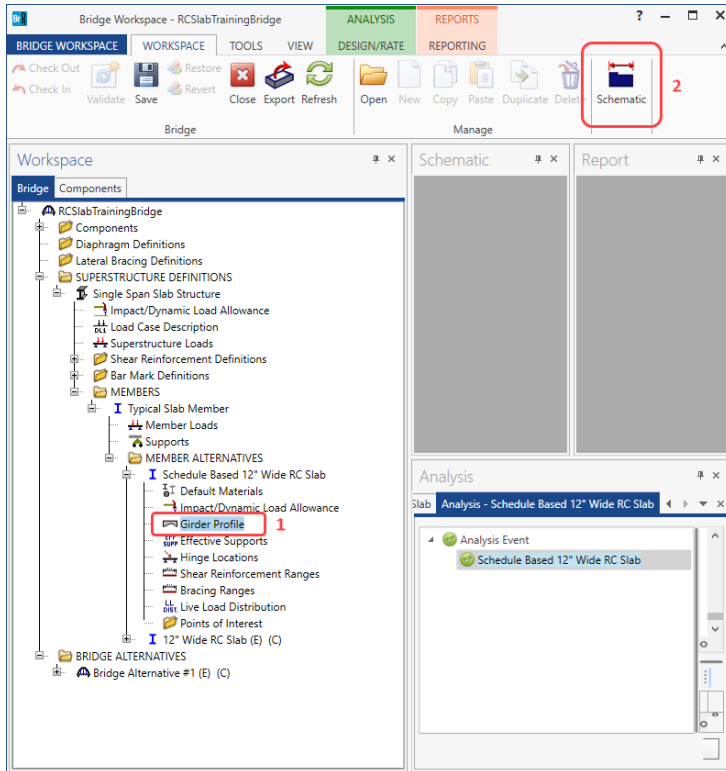 Br
Bridge Workspace - RCSlabTrainingBridge
ANALYSIS
REPORTS
?
BRIDGE WORKSPACE
WORKSPACE
TOOLS
VIEW
DESIGN/RATE
REPORTING
Check Out
Check In
Validate
Save
Restore
Revert
Close
Export
Refresh
Open
New
Copy
Paste
Duplicate
Delete
Schematic
2
Bridge
Manage
Workspace
Bridge
Components
RCSlabTrainingBridge
Components
Diaphragm Definitions
Lateral Bracing Definitions
SUPERSTRUCTURE DEFINITIONS
Single Span Slab Structure
Impact/Dynamic Load Allowance
DL1 Load Case Description
Superstructure Loads
Shear Reinforcement Definitions
Bar Mark Definitions
MEMBERS
Typical Slab Member
Member Loads
Supports
MEMBER ALTERNATIVES
Schedule Based 12" Wide RC Slab
Default Materials
Impact/Dynamic Load Allowance
Girder Profile
1
Effective Supports
Hinge Locations
Shear Reinforcement Ranges
Bracing Ranges
LL DIST. Live Load Distribution
Points of Interest
12" Wide RC Slab (E) (C)
BRIDGE ALTERNATIVES
Bridge Alternative #1 (E) (C)
Schematic
Report
Analysis
Slab
Analysis - Schedule Based 12" Wide RC Slab
Analysis Event
Schedule Based 12" Wide RC Slab